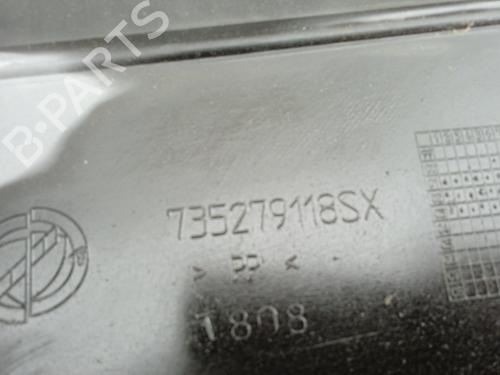 B-PARTS
735279118SX
> PP <
1808